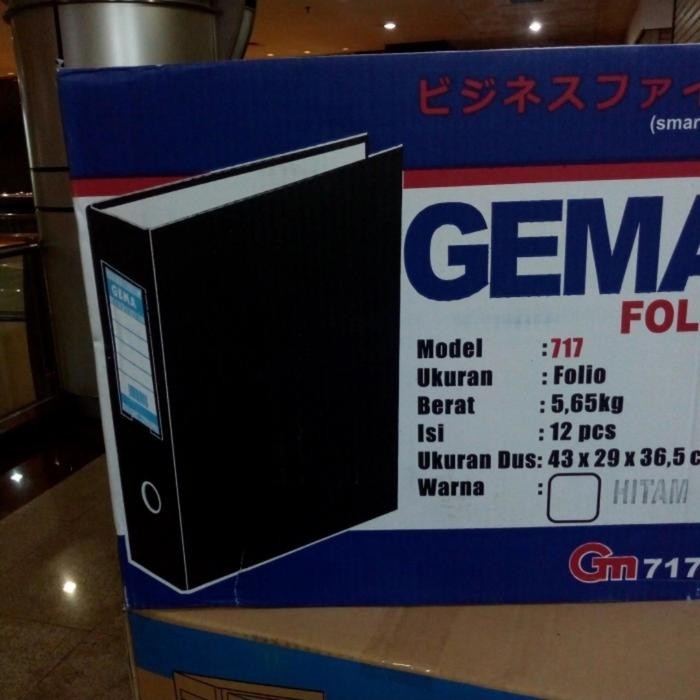 ビジネスファイ
(smar
GEMA
FOL
GEMA
Model : 717
Ukuran : Folio
Berat : 5,65kg
Isi : 12 pcs
Ukuran Dus: 43 x 29 x 36,5 c
Warna : HITAM
Gm 717